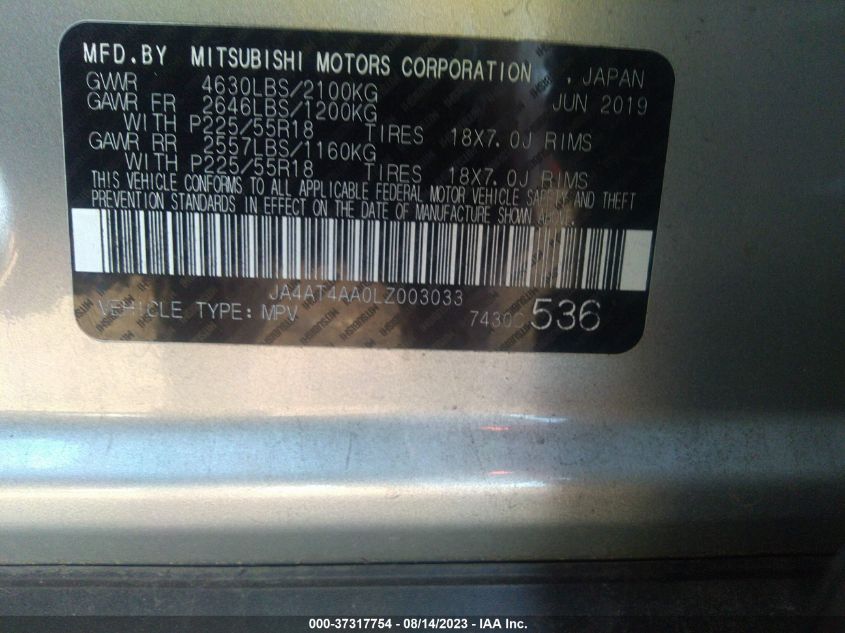 MFD.BY MITSUBISHI MOTORS CORPORATION , JAPAN
GVWR 4630LBS/2100KG JUN 2019
GAWR FR 2646LBS/1200KG
WITH P225/55R18 TIRES 18X7.0J RIMS
GAWR RR 2557LBS/1160KG
WITH P225/55R18 TIRES 18X7.0J RIMS
THIS VEHICLE CONFORMS TO ALL APPLICABLE FEDERAL MOTOR VEHICLE SAFETY AND THEFT
PREVENTION STANDARDS IN EFFECT ON THE DATE OF MANUFACTURE SHOWN ABOVE.
JA4AT4AA0LZ003033
VEHICLE TYPE: MPV 536
000-37317754 - 08/14/2023 - IAA Inc.